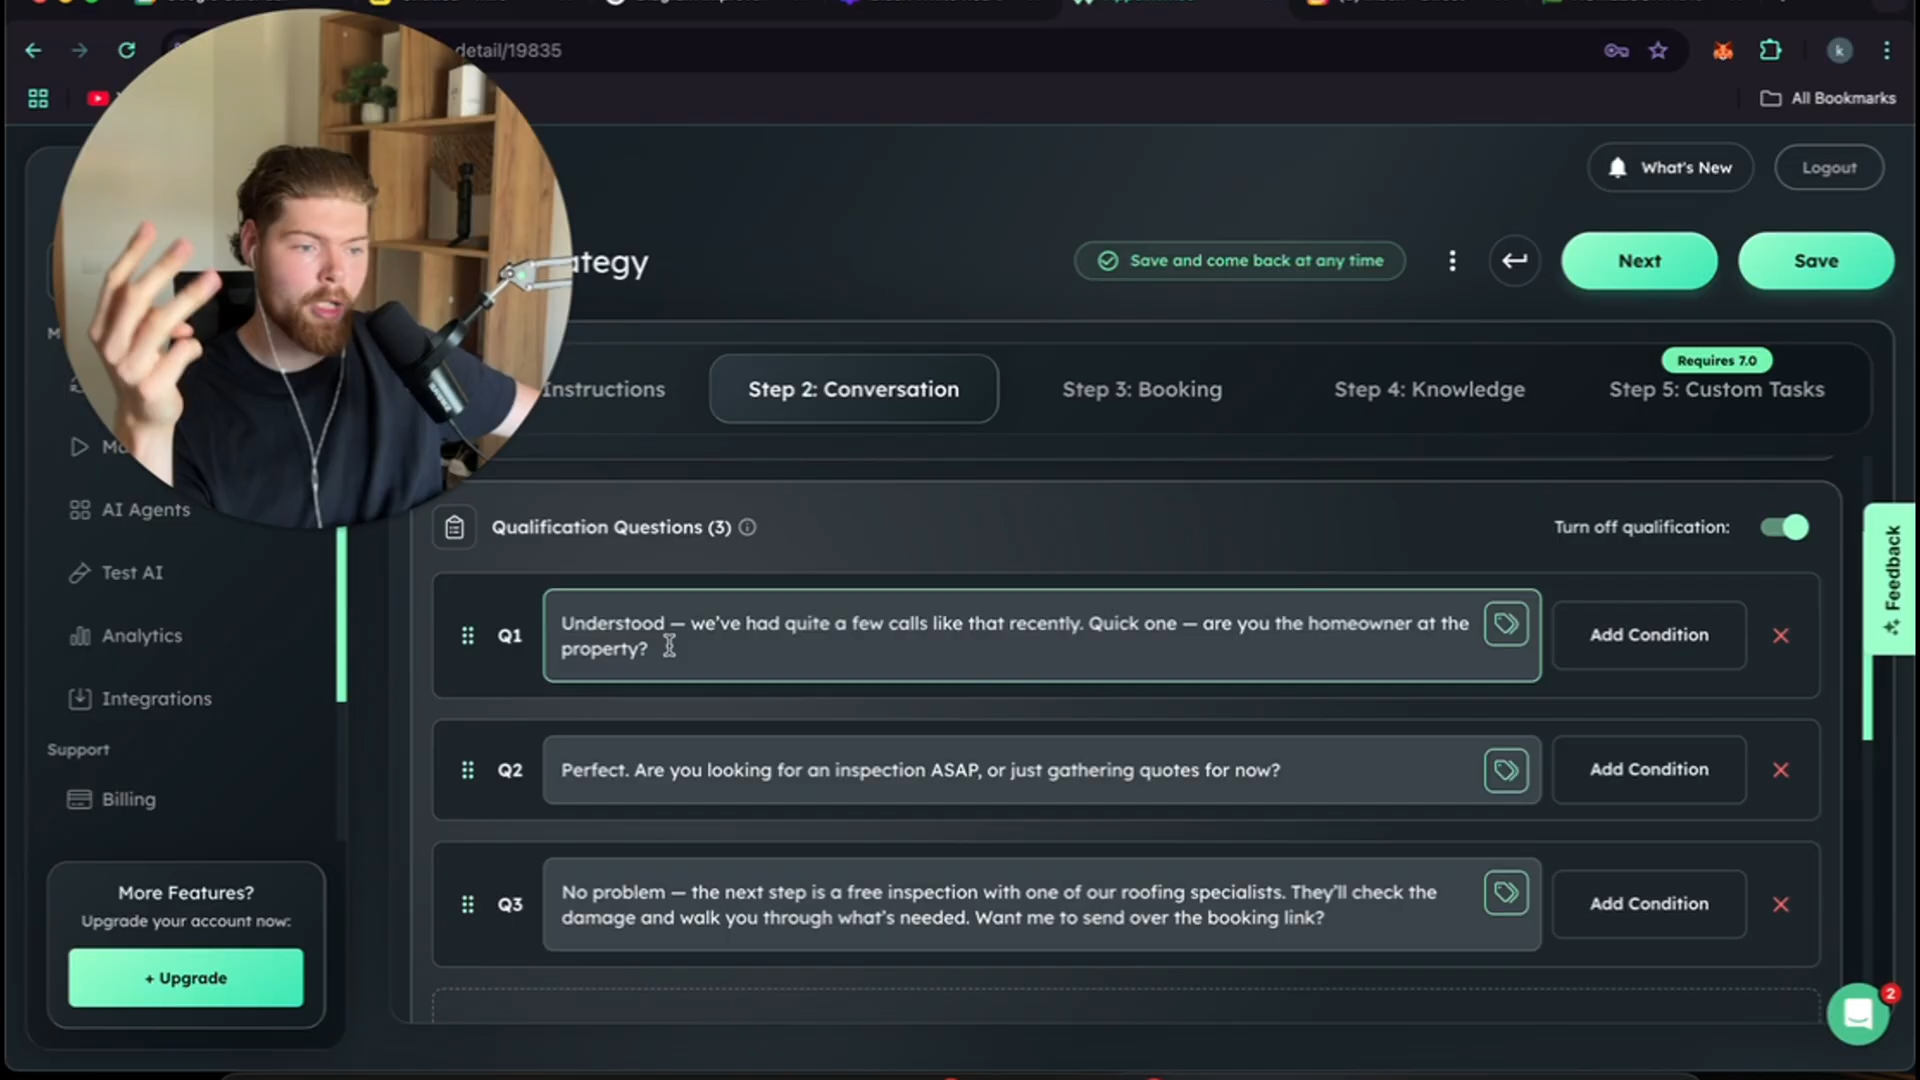 detail/19835
All Bookmarks
What's New
Logout
ategy
Save and come back at any time
Next
Save
Instructions
Step 2: Conversation
Step 3: Booking
Step 4: Knowledge
Requires 7.0
Step 5: Custom Tasks
AI Agents
Test AI
Analytics
Integrations
Support
Billing
More Features?
Upgrade your account now:
+ Upgrade
Qualification Questions (3)
Turn off qualification:
Q1
Understood — we've had quite a few calls like that recently. Quick one — are you the homeowner at the
property?
Add Condition
Q2
Perfect. Are you looking for an inspection ASAP, or just gathering quotes for now?
Add Condition
Q3
No problem — the next step is a free inspection with one of our roofing specialists. They'll check the
damage and walk you through what's needed. Want me to send over the booking link?
Add Condition
Feedback
2
k